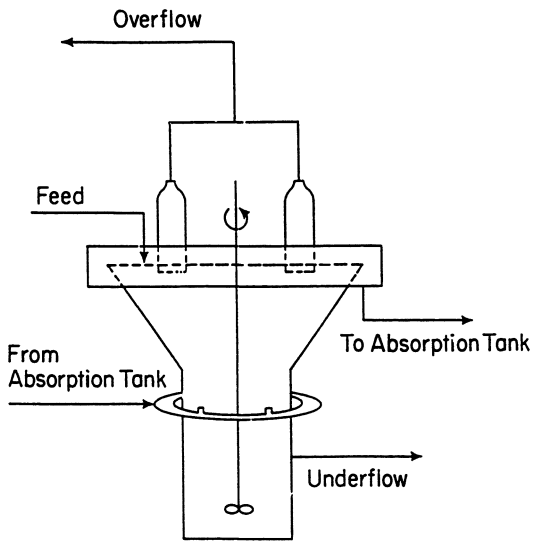 Overflow
Feed
To Absorption Tank
From
Absorption Tank
Underflow